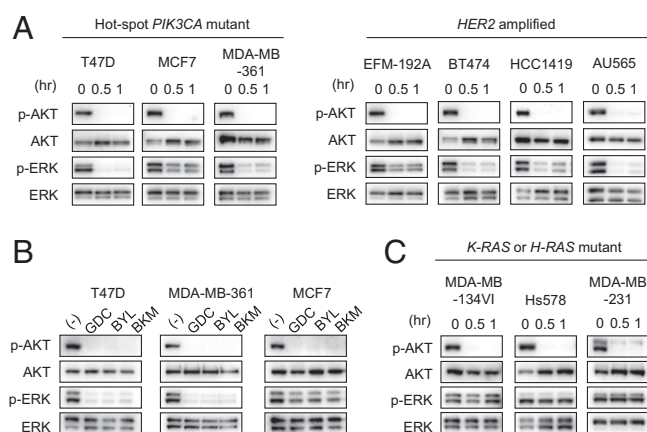 A
Hot-spot PIK3CA mutant
T47D MCF7 MDA-MB
-361
(hr) 0 0.5 1 0 0.5 1 0 0.5 1
p-AKT
AKT
p-ERK
ERK
HER2 amplified
EFM-192A BT474 HCC1419 AU565
(hr) 0 0.5 1 0 0.5 1 0 0.5 1 0 0.5 1
p-AKT
AKT
p-ERK
ERK
B
T47D MDA-MB-361 MCF7
(-) GDC BYL BKM (-) GDC BYL BKM (-) GDC BYL BKM
p-AKT
AKT
p-ERK
ERK
C
K-RAS or H-RAS mutant
MDA-MB
-134VI Hs578 MDA-MB
-231
(hr) 0 0.5 1 0 0.5 1 0 0.5 1
p-AKT
AKT
p-ERK
ERK